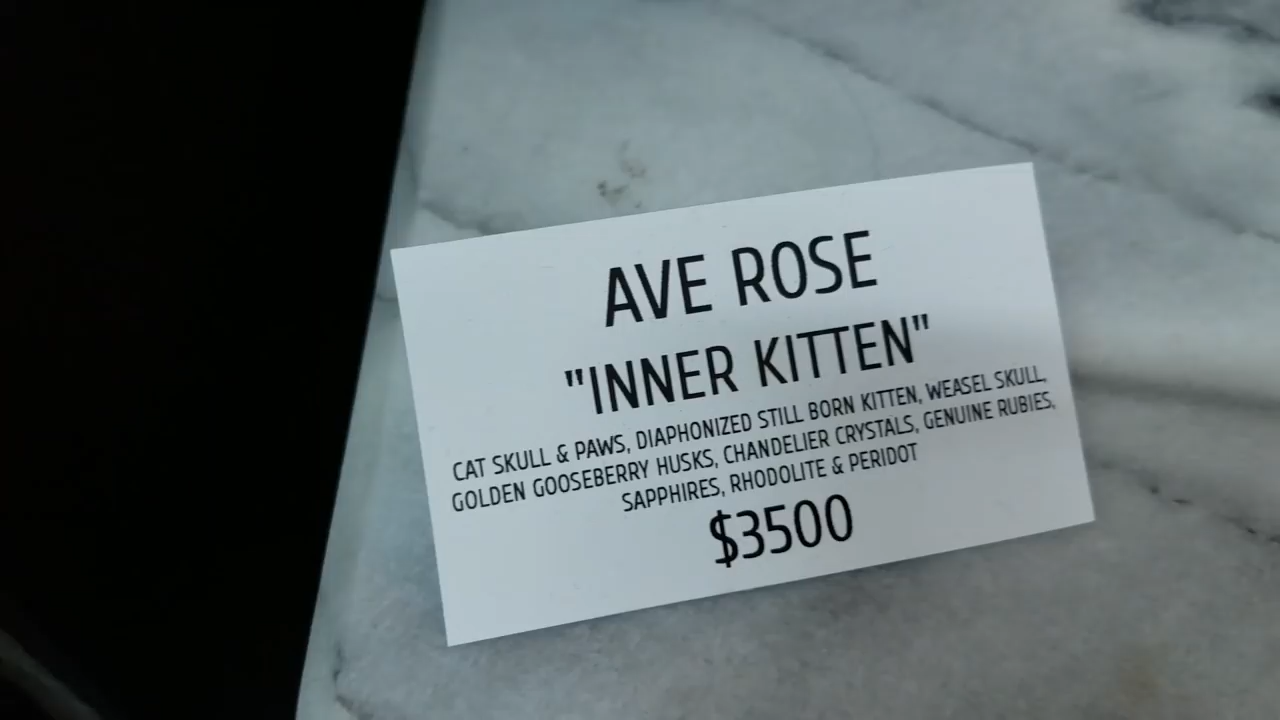 AVE ROSE
"INNER KITTEN"
CAT SKULL & PAWS, DIAPHONIZED STILL BORN KITTEN, WEASEL SKULL,
GOLDEN GOOSEBERRY HUSKS, CHANDELIER CRYSTALS, GENUINE RUBIES,
SAPPHIRES, RHODOLITE & PERIDOT
$3500